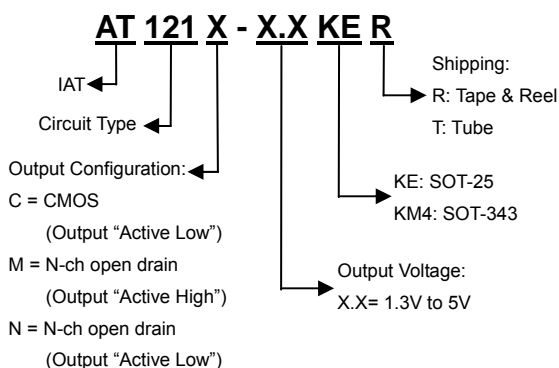 AT 121 X - X.X KE R
IAT
Circuit Type
Output Configuration:
C = CMOS
(Output “Active Low”)
M = N-ch open drain
(Output “Active High”)
N = N-ch open drain
(Output “Active Low”)
Shipping:
R: Tape & Reel
T: Tube
KE: SOT-25
KM4: SOT-343
Output Voltage:
X.X= 1.3V to 5V